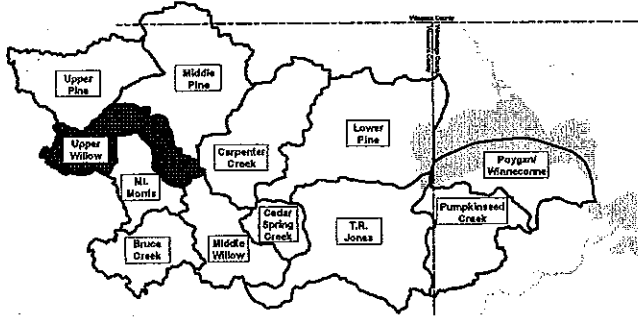 Upper
Pine
Middle
Pine
Upper
Willow
Mt.
Morris
Carpenter
Creek
Lower
Pine
Poygan/
Winneconne
Bruce
Creek
Middle
Willow
Cedar
Spring
Creek
T.R.
Jones
Pumpkinseed
Creek